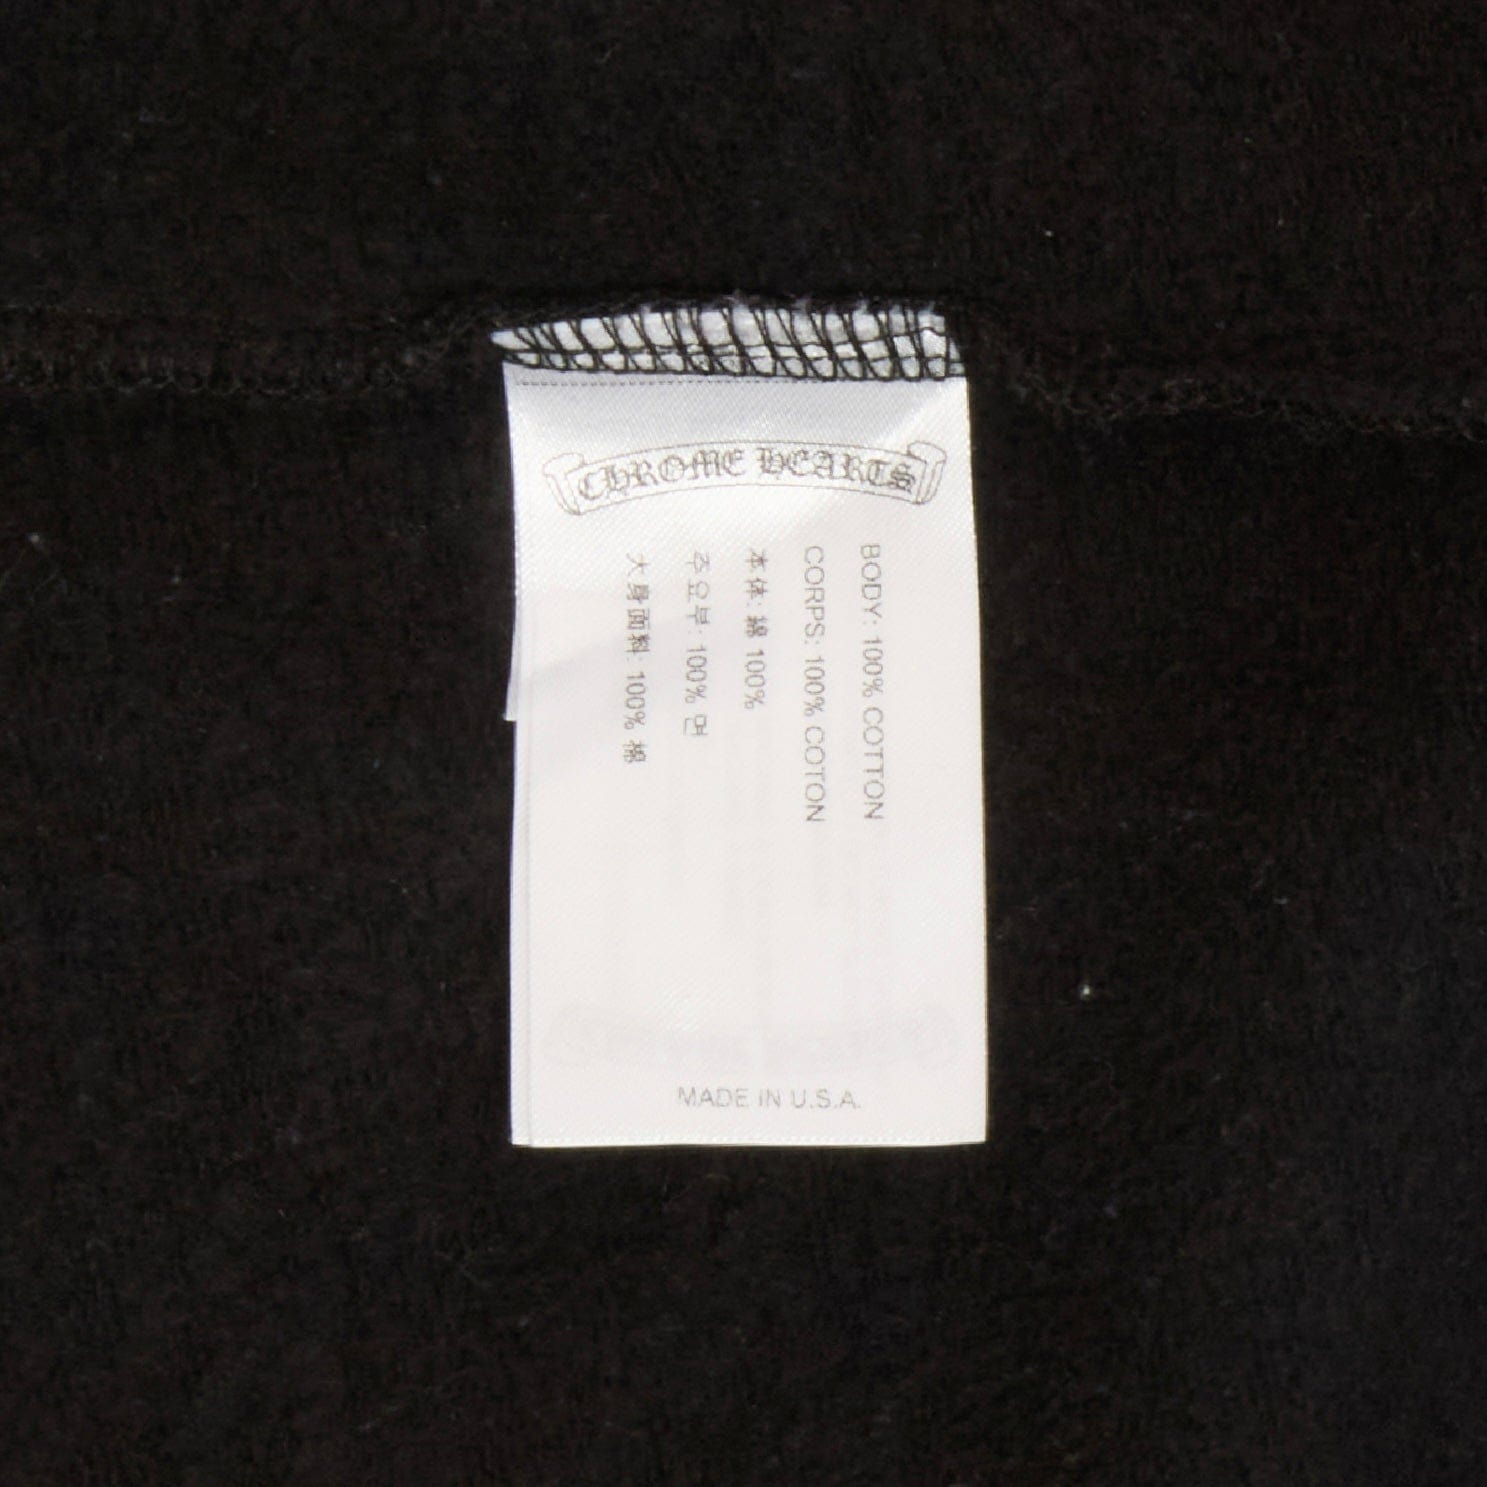 CHROME HEARTS
BODY: 100% COTTON
CORPS: 100% COTON
本体: 綿 100%
주요부: 100% 면
大身面料: 100% 棉
MADE IN U.S.A.